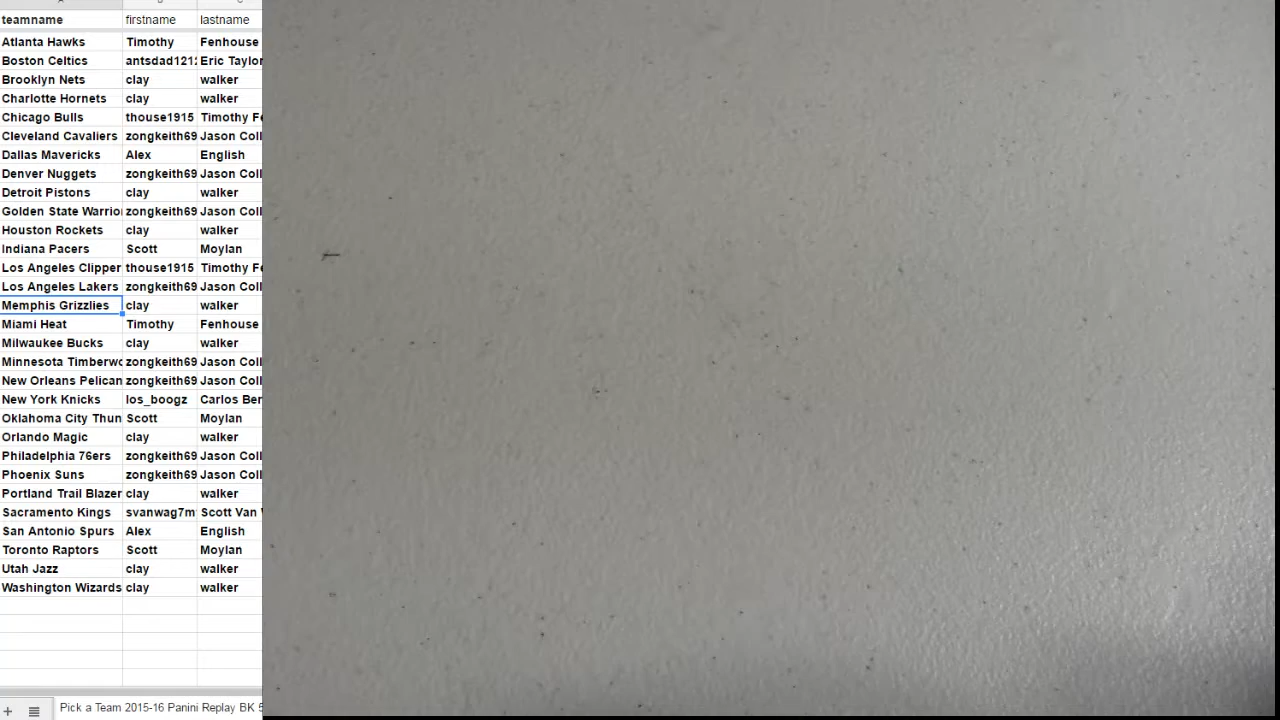 teamname firstname lastname
Atlanta Hawks Timothy Fenhouse
Boston Celtics antsdad121 Eric Taylor
Brooklyn Nets clay walker
Charlotte Hornets clay walker
Chicago Bulls thouse1915 Timothy Fe
Cleveland Cavaliers zongkeith69 Jason Coll
Dallas Mavericks Alex English
Denver Nuggets zongkeith69 Jason Coll
Detroit Pistons clay walker
Golden State Warrio zongkeith69 Jason Coll
Houston Rockets clay walker
Indiana Pacers Scott Moylan
Los Angeles Clipper thouse1915 Timothy Fe
Los Angeles Lakers zongkeith69 Jason Coll
Memphis Grizzlies clay walker
Miami Heat Timothy Fenhouse
Milwaukee Bucks clay walker
Minnesota Timberwo zongkeith69 Jason Coll
New Orleans Pelican zongkeith69 Jason Coll
New York Knicks los_boogz Carlos Ber
Oklahoma City Thun Scott Moylan
Orlando Magic clay walker
Philadelphia 76ers zongkeith69 Jason Coll
Phoenix Suns zongkeith69 Jason Coll
Portland Trail Blazer clay walker
Sacramento Kings svanwag7m Scott Van
San Antonio Spurs Alex English
Toronto Raptors Scott Moylan
Utah Jazz clay walker
Washington Wizards clay walker
Pick a Team 2015-16 Panini Replay BK 5